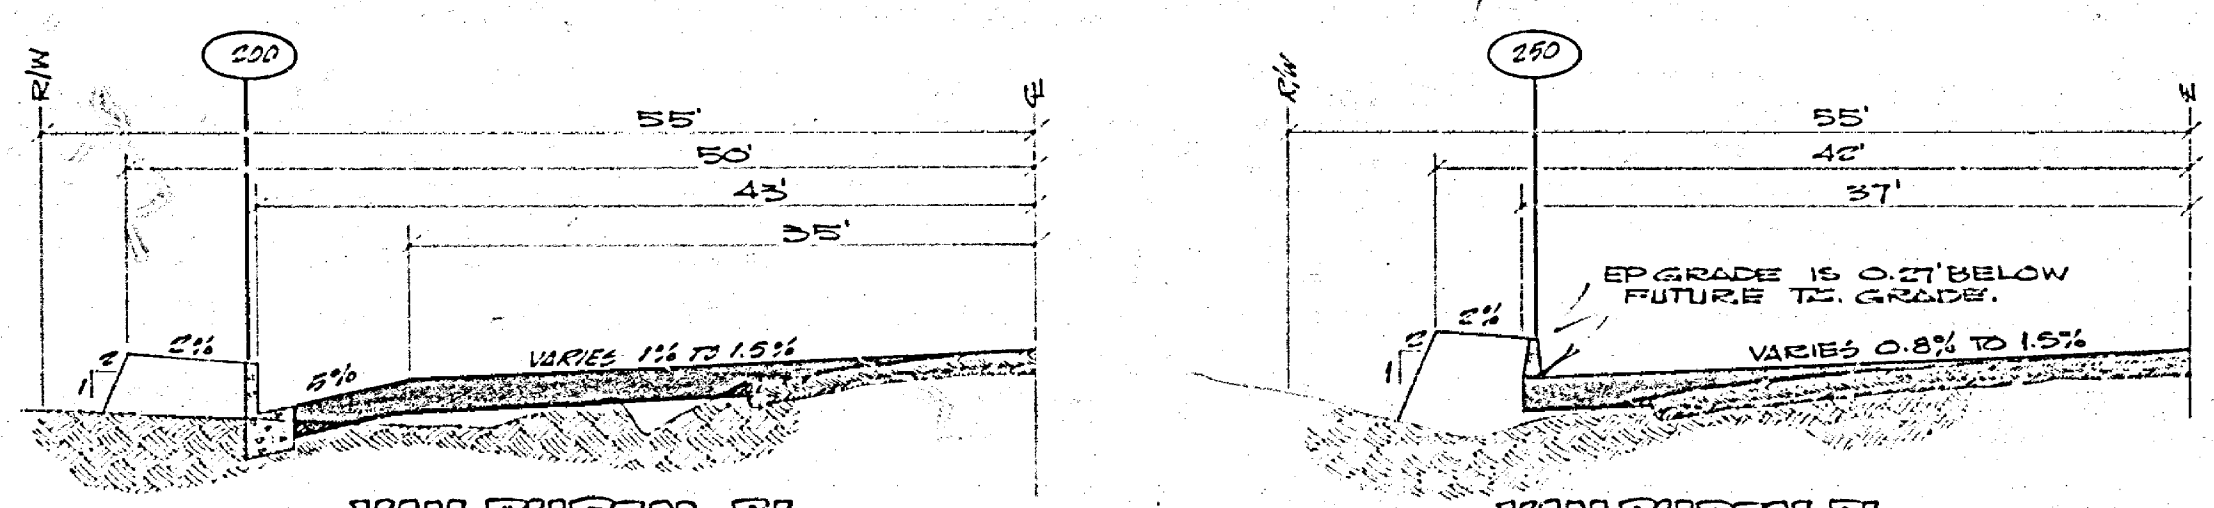 R/W
200
℄
55'
50'
43'
35'
2%
2
1
5%
VARIES 1% TO 1.5%
R/W
250
55'
42'
37'
EP GRADE IS 0.27' BELOW
FUTURE TC. GRADE.
2%
2
1
VARIES 0.8% TO 1.5%